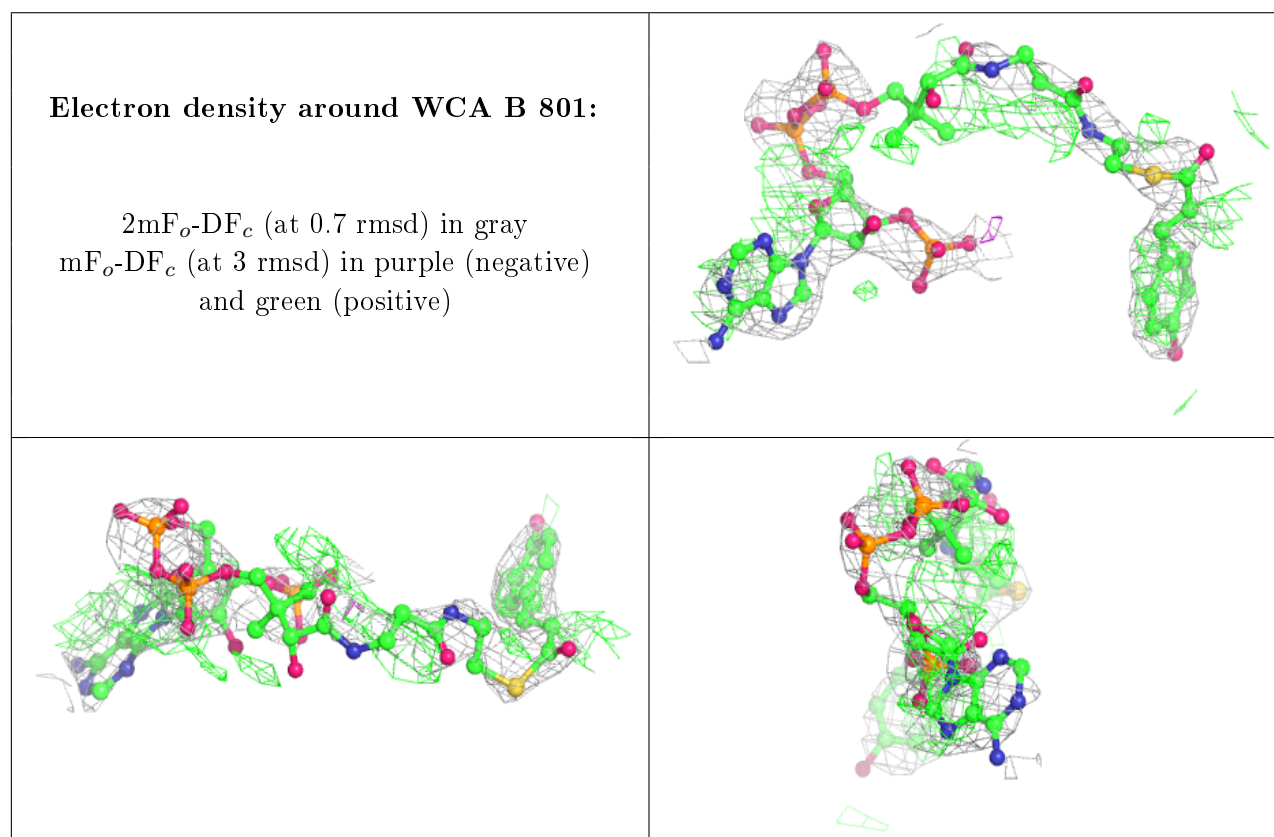 Electron density around WCA B 801:
2mFo-DFc (at 0.7 rmsd) in gray
mFo-DFc (at 3 rmsd) in purple (negative)
and green (positive)